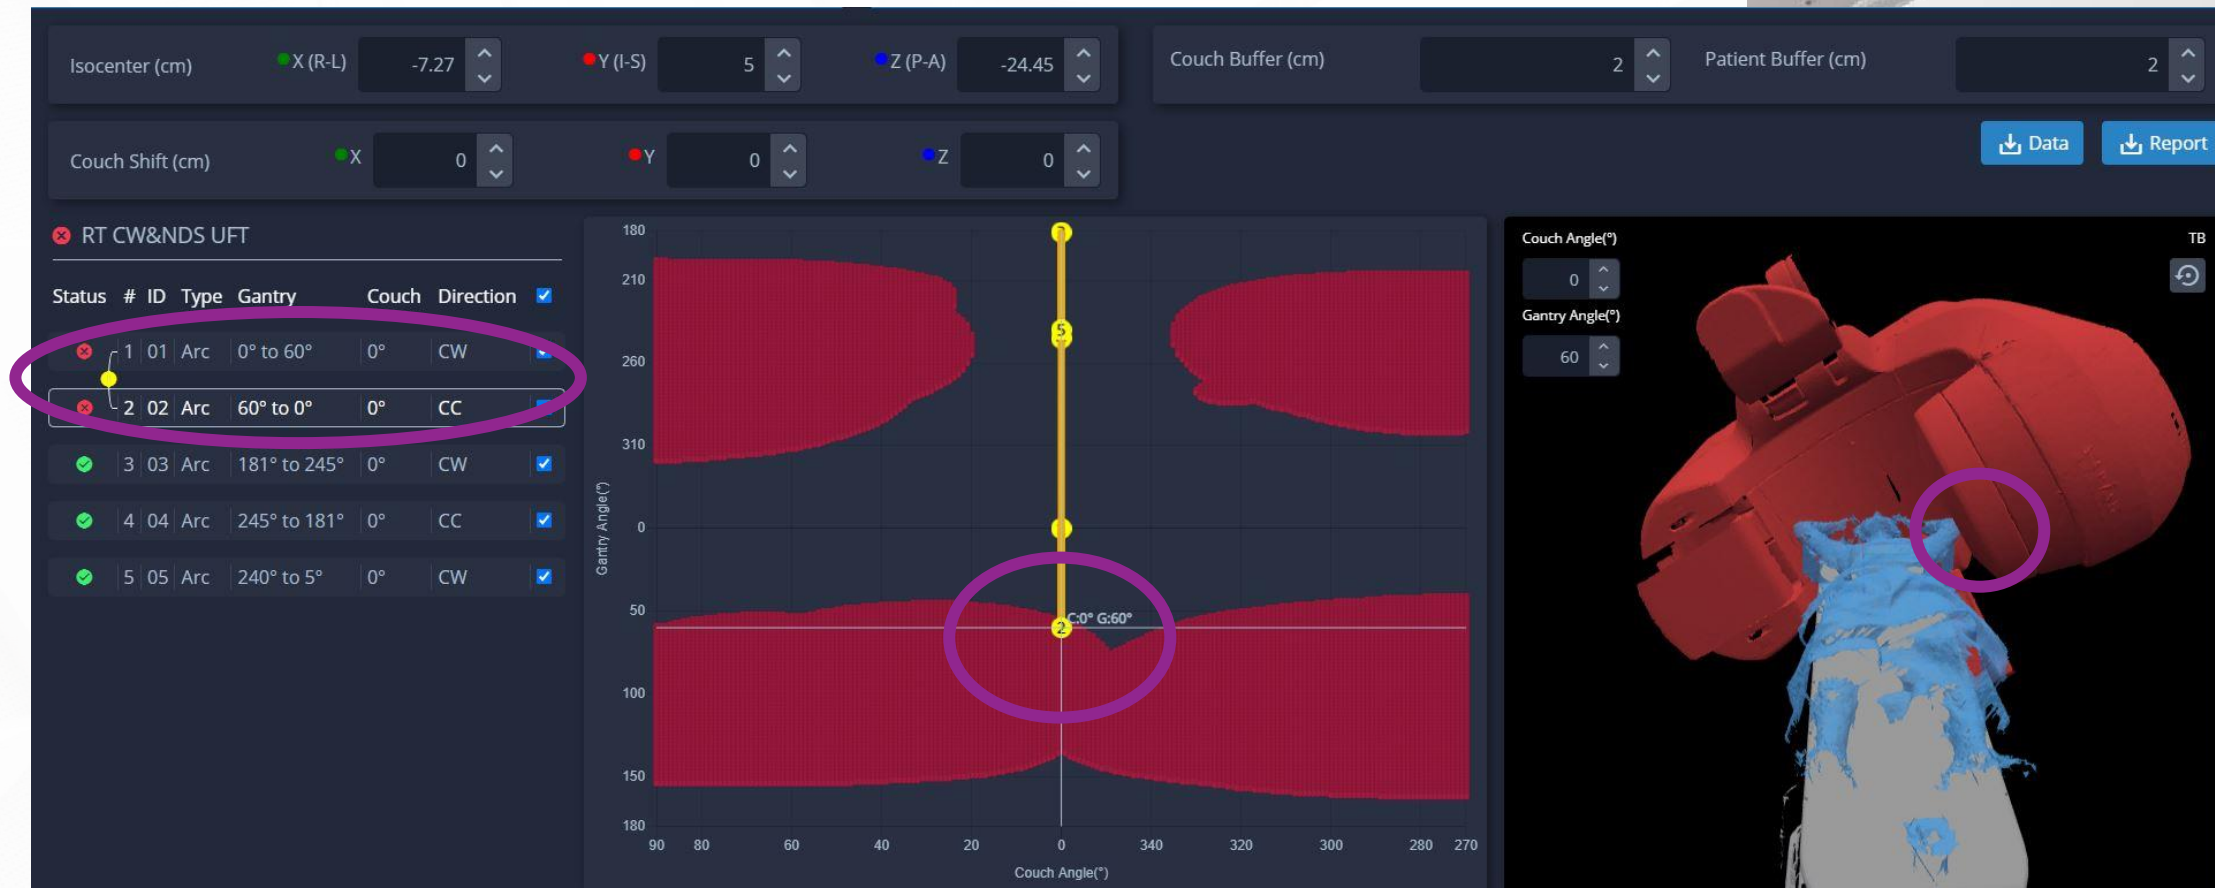 Isocenter (cm) X (R-L) -7.27 Y (I-S) 5 Z (P-A) -24.45 Couch Buffer (cm) 2 Patient Buffer (cm) 2
Couch Shift (cm) X 0 Y 0 Z 0 Data Report
RT CW&NDS UFT
Status # ID Type Gantry Couch Direction
1 01 Arc 0° to 60° 0° CW
2 02 Arc 60° to 0° 0° CC
3 03 Arc 181° to 245° 0° CW
4 04 Arc 245° to 181° 0° CC
5 05 Arc 240° to 5° 0° CW
Gantry Angle(°)
180
210
260
310
0
50
100
150
180
5
2
C:0° G:60°
90 80 60 40 20 0 340 320 300 280 270
Couch Angle(°)
Couch Angle(°) TB
0
Gantry Angle(°)
60